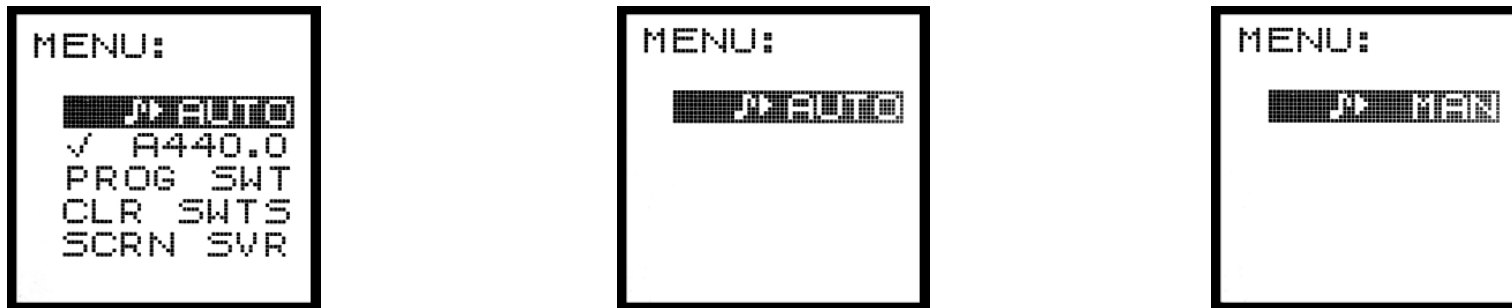 MENU:
♪▶ AUTO
✓ A440.0
PROG SWT
CLR SWTS
SCRN SVR
MENU:
♪▶ AUTO
MENU:
♪▶ MAN